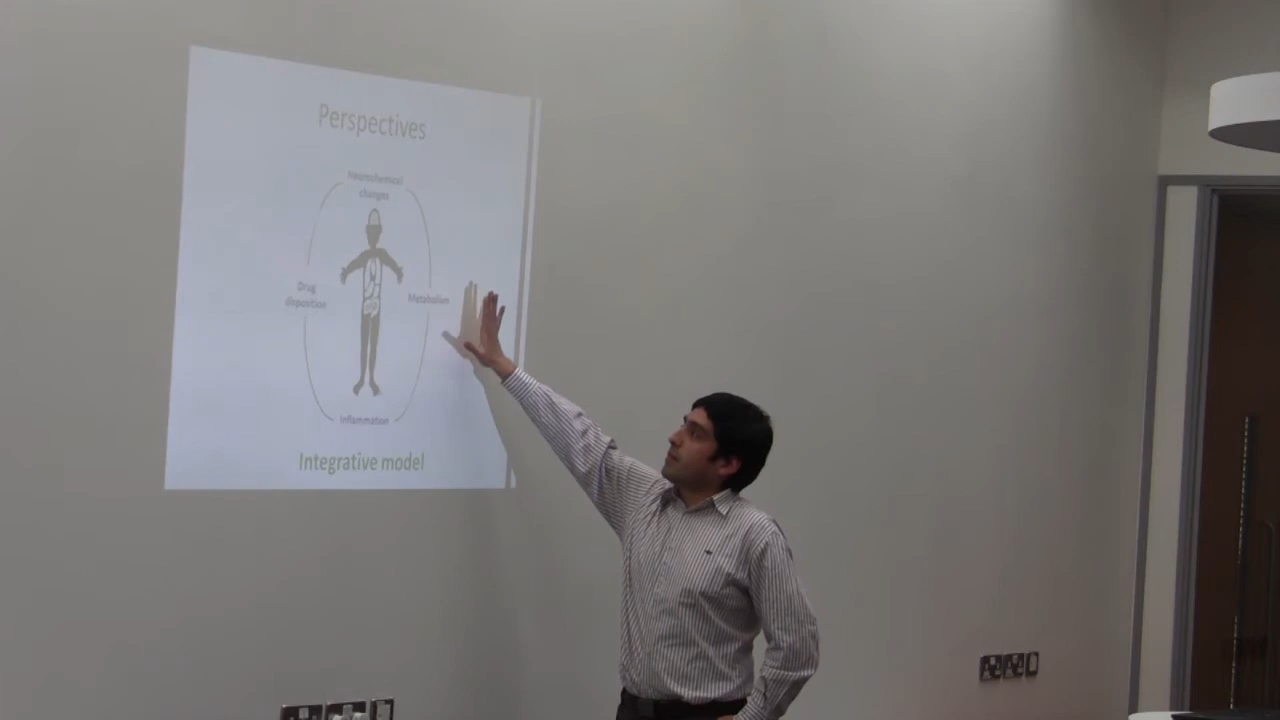 Perspectives
Neurochemical
changes
Drug
disposition
Metabolism
Inflammation
Integrative model